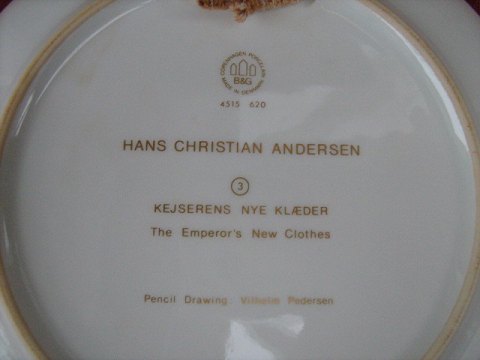 COPENHAGEN PORCELAIN
B&G
MADE IN DENMARK
4515 620
HANS CHRISTIAN ANDERSEN
3
KEJSERENS NYE KLÆDER
The Emperor's New Clothes
Pencil Drawing: Vilhelm Pedersen